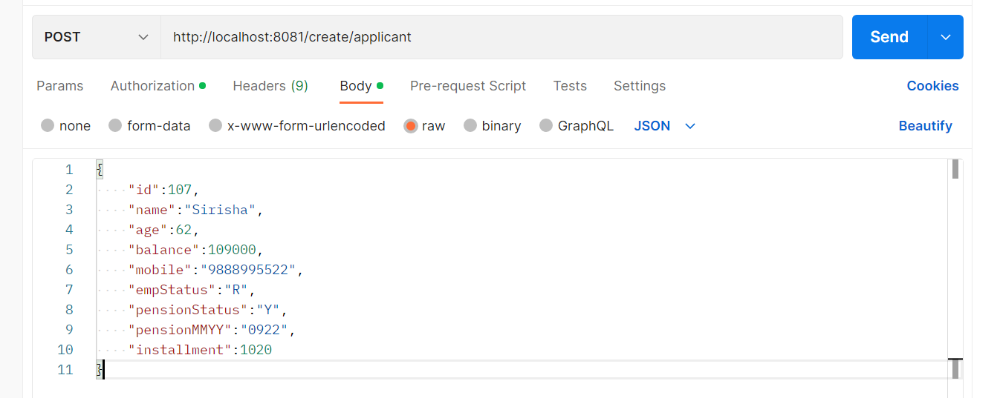 POST http://localhost:8081/create/applicant Send
Params Authorization Headers (9) Body Pre-request Script Tests Settings Cookies
none form-data x-www-form-urlencoded raw binary GraphQL JSON Beautify
1 {
2 "id":107,
3 "name":"Sirisha",
4 "age":62,
5 "balance":109000,
6 "mobile":"9888995522",
7 "empStatus":"R",
8 "pensionStatus":"Y",
9 "pensionMMYY":"0922",
10 "installment":1020
11 }